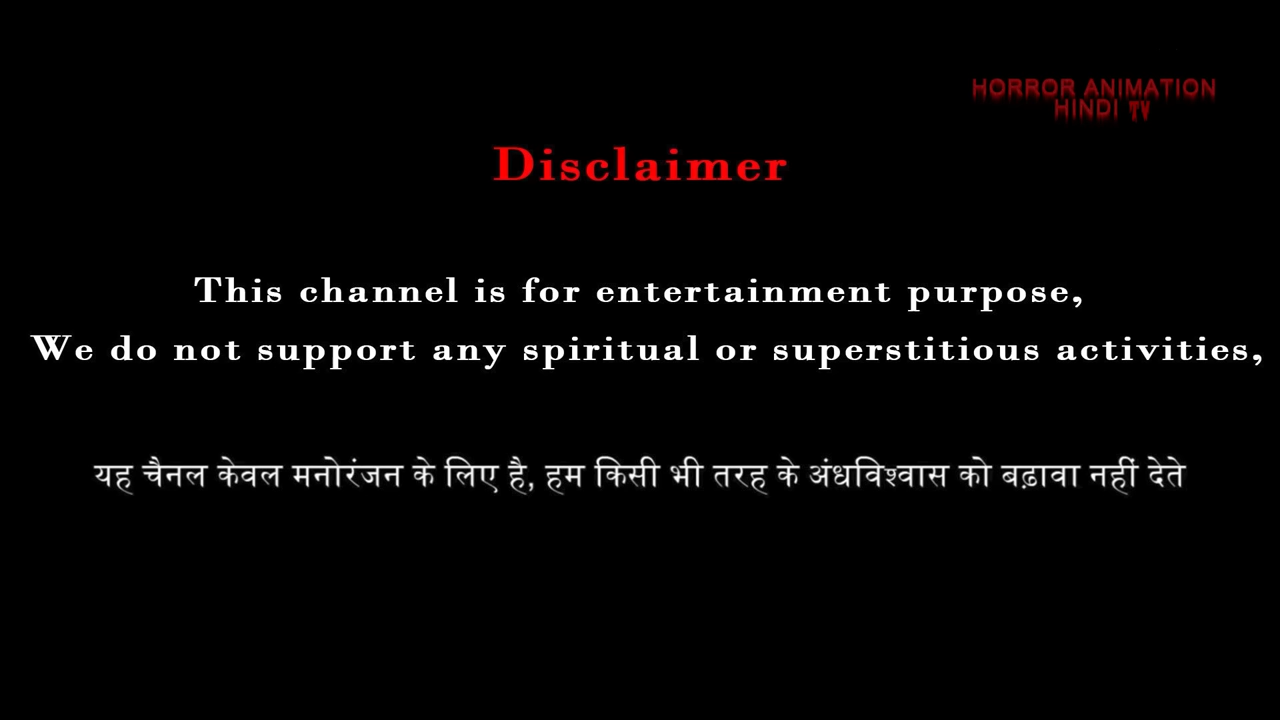 HORROR ANIMATION
HINDI TV
Disclaimer
This channel is for entertainment purpose,
We do not support any spiritual or superstitious activities,
यह चैनल केवल मनोरंजन के लिए है, हम किसी भी तरह के अंधविश्वास को बढ़ावा नहीं देते